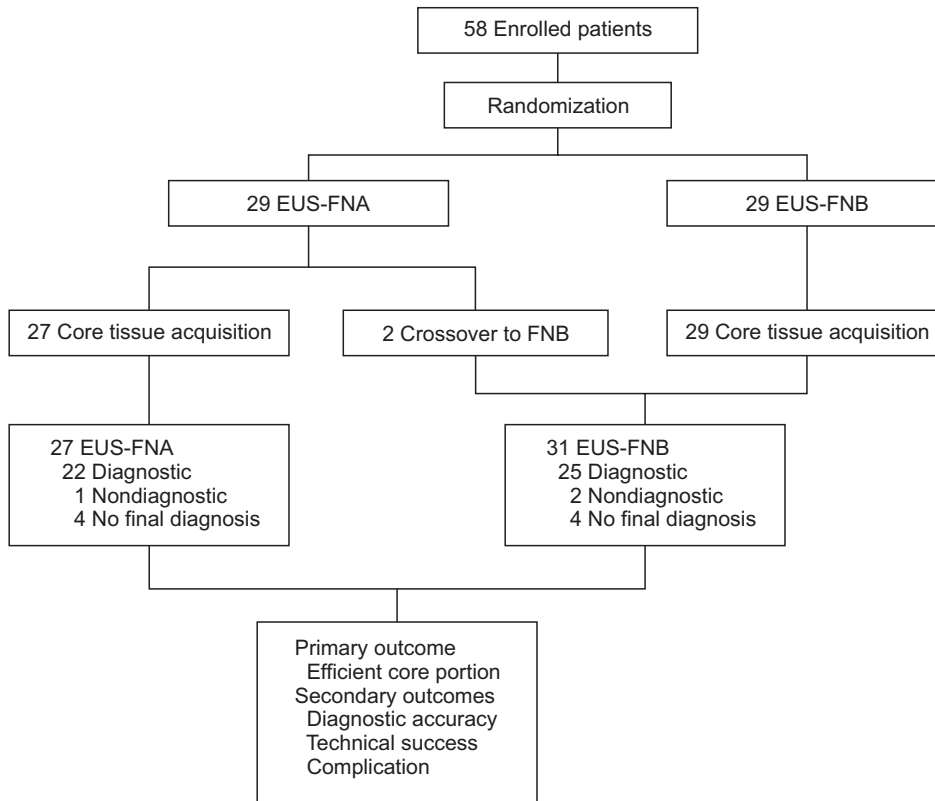 58 Enrolled patients
Randomization
29 EUS-FNA
29 EUS-FNB
27 Core tissue acquisition
2 Crossover to FNB
29 Core tissue acquisition
27 EUS-FNA
22 Diagnostic
1 Nondiagnostic
4 No final diagnosis
31 EUS-FNB
25 Diagnostic
2 Nondiagnostic
4 No final diagnosis
Primary outcome
Efficient core portion
Secondary outcomes
Diagnostic accuracy
Technical success
Complication